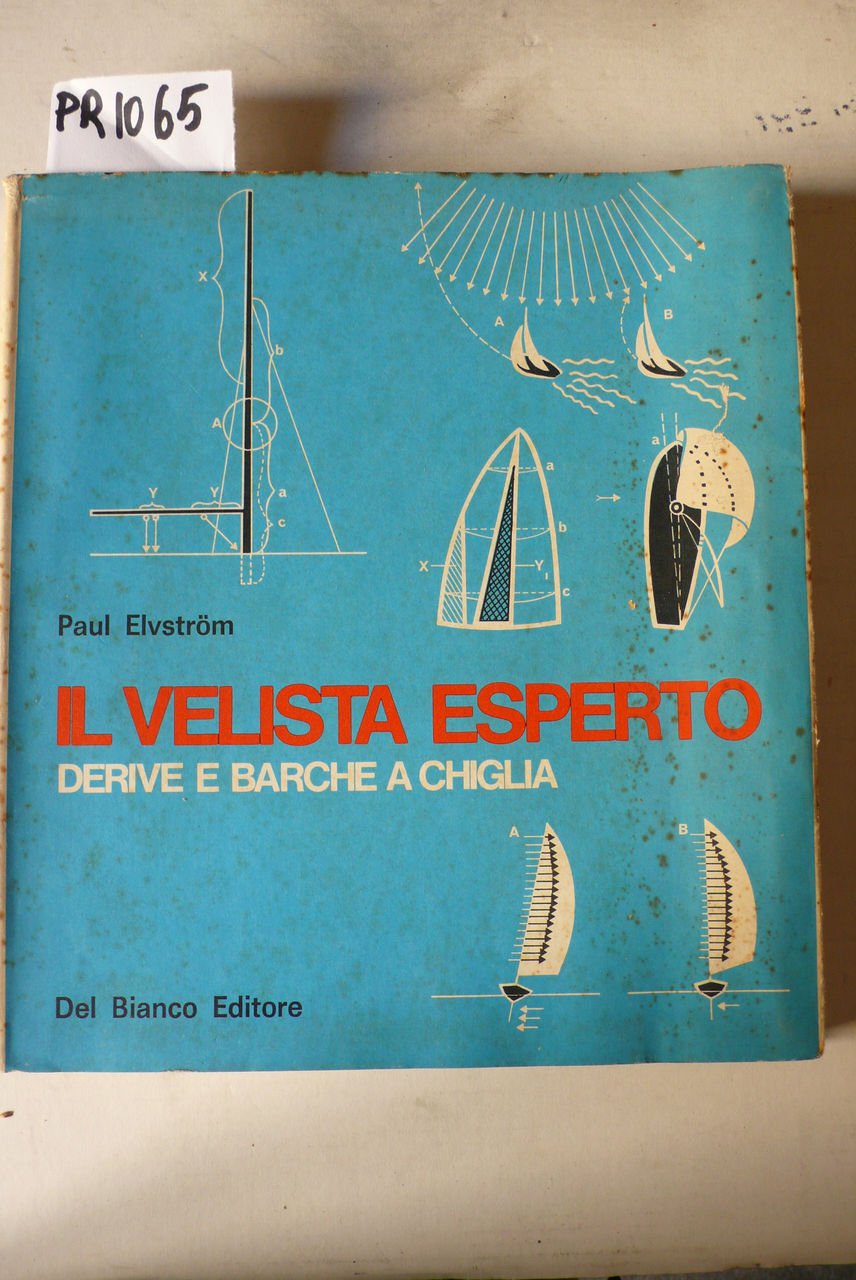 PR1065
X
b
A
Y
Y
a
c
A
B
a
b
X
Y
c
a
Paul Elvström
IL VELISTA ESPERTO
DERIVE E BARCHE A CHIGLIA
A
B
Del Bianco Editore